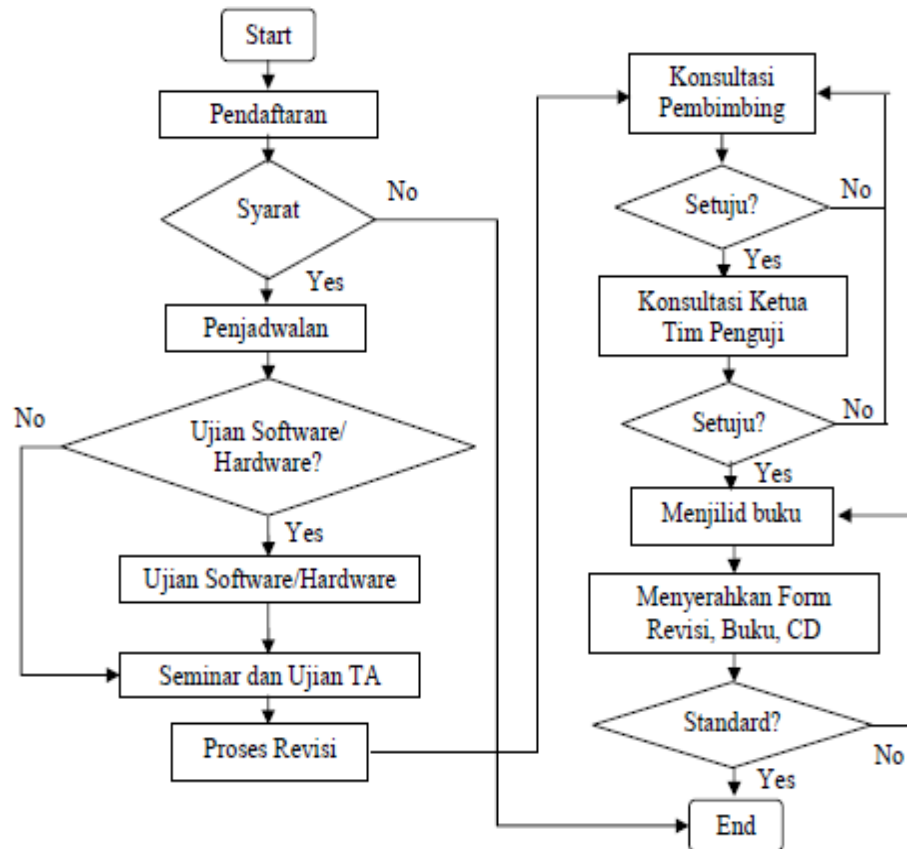 Start
Pendaftaran
Syarat
No
Yes
Penjadwalan
No
Ujian Software/
Hardware?
Yes
Ujian Software/Hardware
Seminar dan Ujian TA
Proses Revisi
Konsultasi
Pembimbing
Setuju?
No
Yes
Konsultasi Ketua
Tim Penguji
Setuju?
No
Yes
Menjilid buku
Menyerahkan Form
Revisi, Buku, CD
Standard?
No
Yes
End